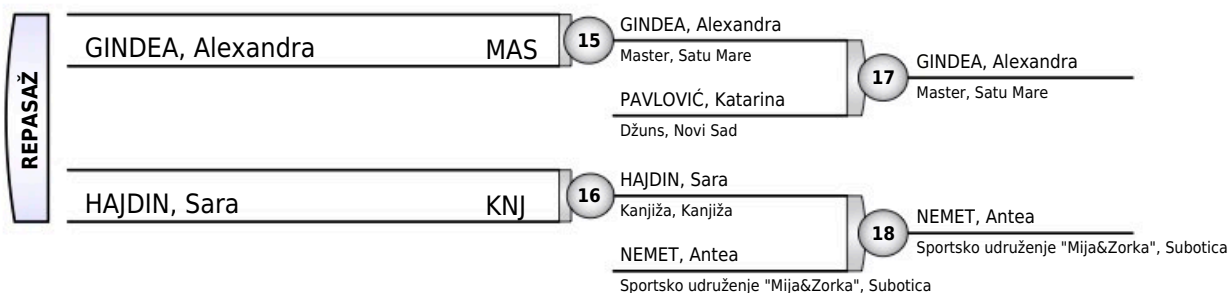 REPASAŽ
GINDEA, Alexandra MAS
15
GINDEA, Alexandra
Master, Satu Mare
PAVLOVIĆ, Katarina
Džuns, Novi Sad
17
GINDEA, Alexandra
Master, Satu Mare
HAJDIN, Sara KNJ
16
HAJDIN, Sara
Kanjiža, Kanjiža
NEMET, Antea
Sportsko udruženje "Mija&Zorka", Subotica
18
NEMET, Antea
Sportsko udruženje "Mija&Zorka", Subotica